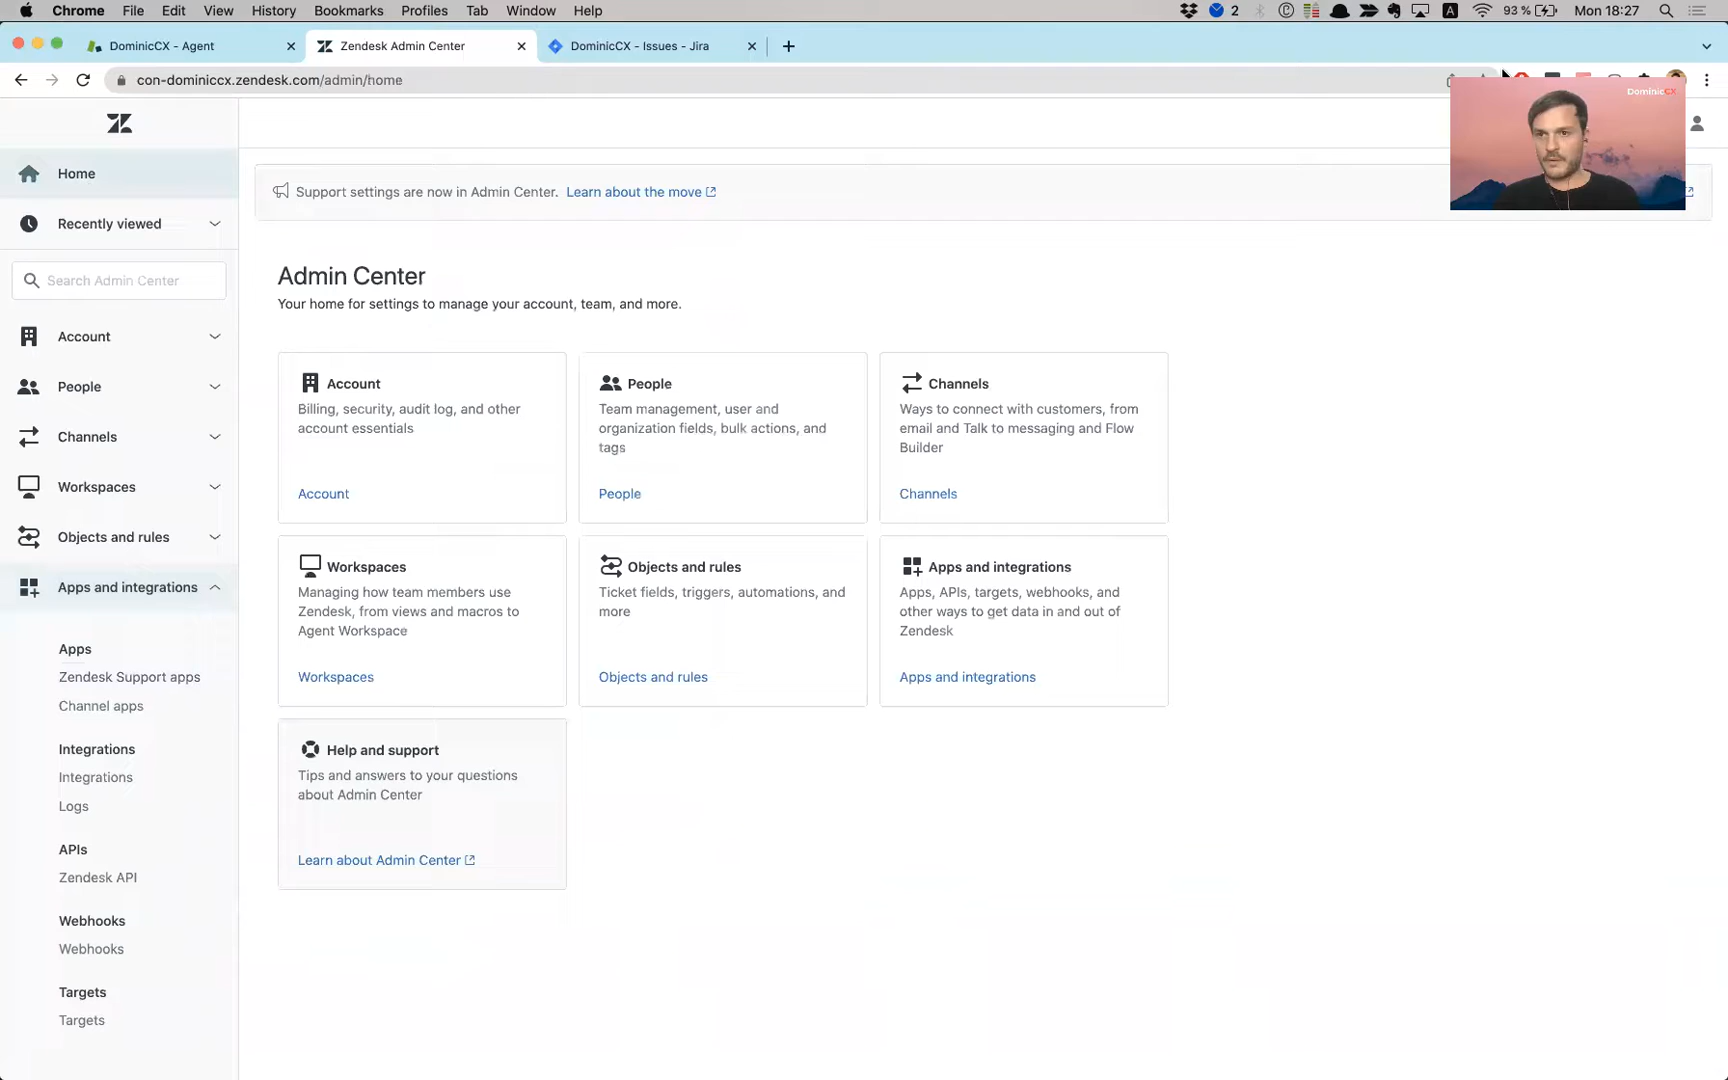 Chrome File Edit View History Bookmarks Profiles Tab Window Help 2 A 93 % Mon 18:27
DominicCX - Agent Zendesk Admin Center DominicCX - Issues - Jira
con-dominiccx.zendesk.com/admin/home
DominicCX
Home
Support settings are now in Admin Center. Learn about the move
Recently viewed
Search Admin Center
Admin Center
Your home for settings to manage your account, team, and more.
Account
People
Channels
Workspaces
Objects and rules
Apps and integrations
Apps
Zendesk Support apps
Channel apps
Integrations
Integrations
Logs
APIs
Zendesk API
Webhooks
Webhooks
Targets
Targets
Account
Billing, security, audit log, and other
account essentials
Account
People
Team management, user and
organization fields, bulk actions, and
tags
People
Channels
Ways to connect with customers, from
email and Talk to messaging and Flow
Builder
Channels
Workspaces
Managing how team members use
Zendesk, from views and macros to
Agent Workspace
Workspaces
Objects and rules
Ticket fields, triggers, automations, and
more
Objects and rules
Apps and integrations
Apps, APIs, targets, webhooks, and
other ways to get data in and out of
Zendesk
Apps and integrations
Help and support
Tips and answers to your questions
about Admin Center
Learn about Admin Center